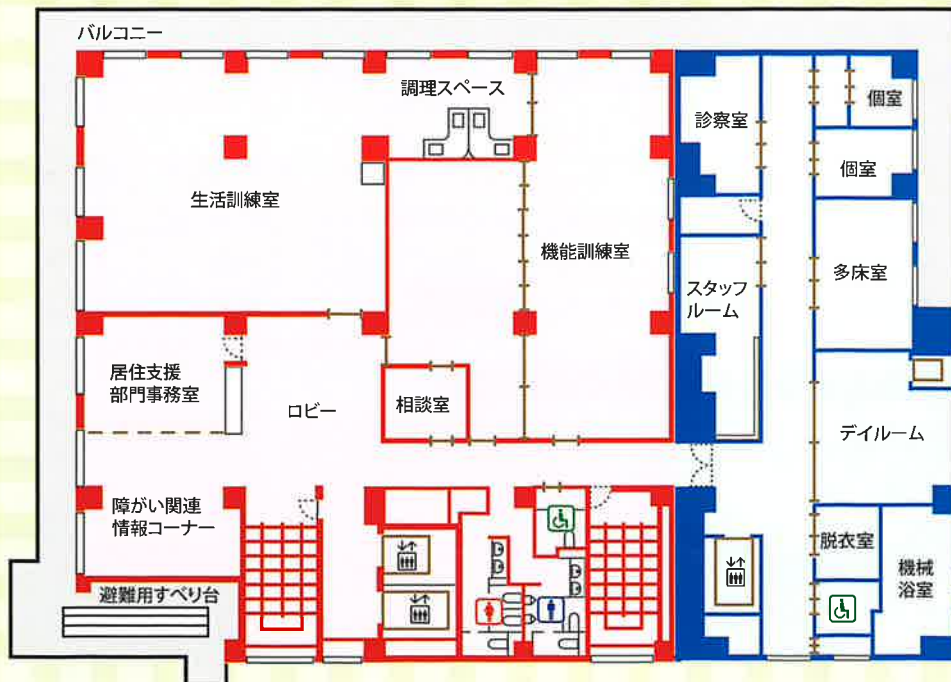 バルコニー
調理スペース
生活訓練室
機能訓練室
診察室
個室
個室
多床室
スタッフ
ルーム
居住支援
部門事務室
ロビー
相談室
デイルーム
障がい関連
情報コーナー
脱衣室
機械
浴室
避難用すべり台